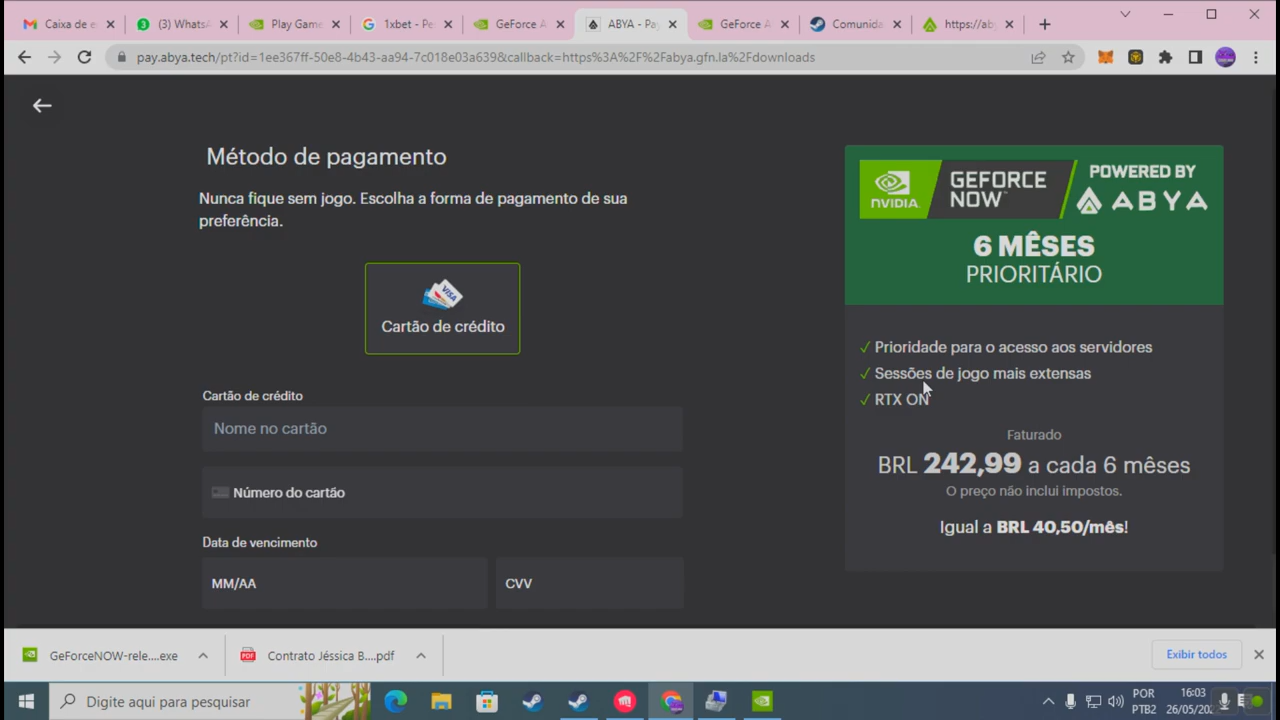 Caixa de e
(3) Whats
Play Game
1xbet - Pe
GeForce A
ABYA - Pay
GeForce A
Comunida
https://ab
pay.abya.tech/pt?id=1ee367ff-50e8-4b43-aa94-7c018e03a639&callback=https%3A%2F%2Fabya.gfn.la%2Fdownloads
Método de pagamento
Nunca fique sem jogo. Escolha a forma de pagamento de sua
preferência.
VISA
Cartão de crédito
Cartão de crédito
Nome no cartão
Número do cartão
Data de vencimento
MM/AA
CVV
NVIDIA.
GEFORCE
NOW
POWERED BY
ABYA
6 MÊSES
PRIORITÁRIO
✓ Prioridade para o acesso aos servidores
✓ Sessões de jogo mais extensas
✓ RTX ON
Faturado
BRL 242,99 a cada 6 mêses
O preço não inclui impostos.
Igual a BRL 40,50/mês!
GeForceNOW-rele....exe
PDF
Contrato Jéssica B....pdf
Exibir todos
Digite aqui para pesquisar
POR
PTB2
16:03
26/05/202